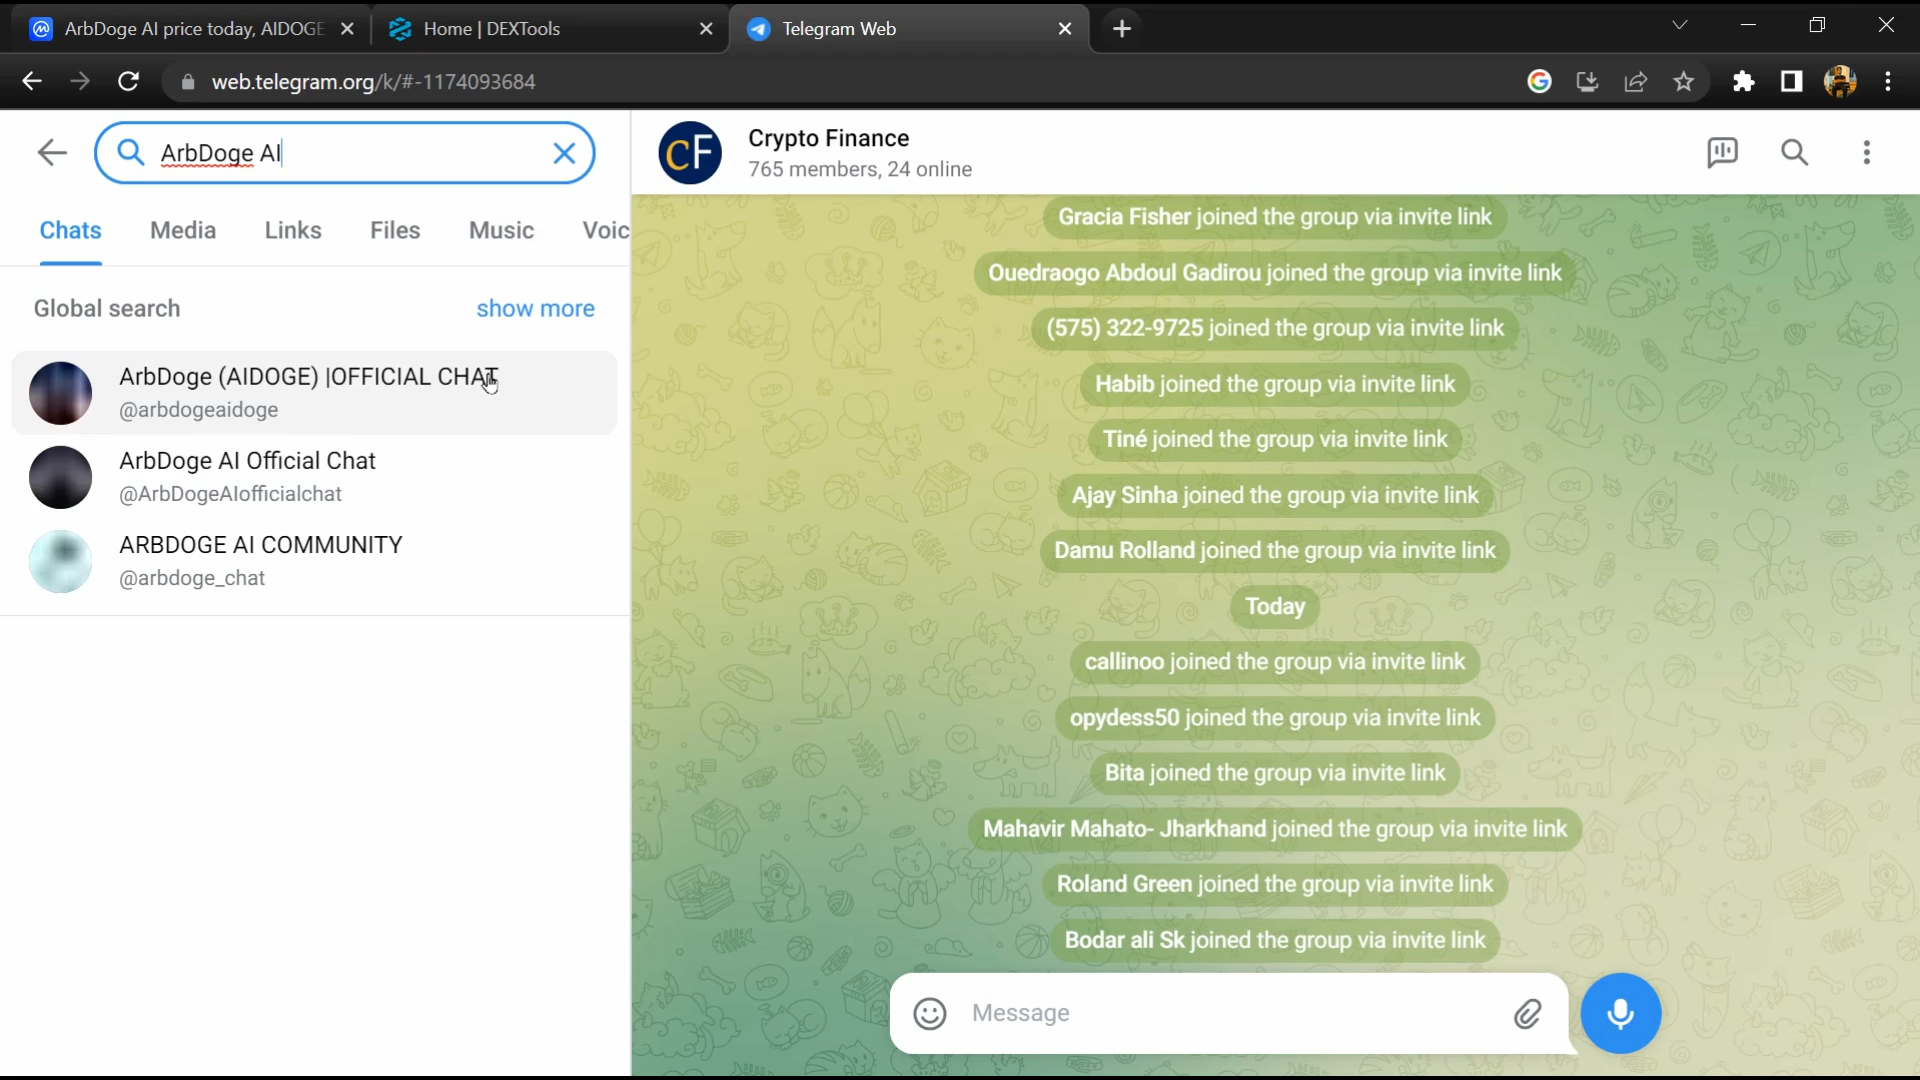 ArbDoge AI price today, AIDOGE
Home | DEXTools
Telegram Web
web.telegram.org/k/#-1174093684
ArbDoge AI
Chats Media Links Files Music Voic
Global search show more
ArbDoge (AIDOGE) |OFFICIAL CHAT
@arbdogeaidoge
ArbDoge AI Official Chat
@ArbDogeAIofficialchat
ARBDOGE AI COMMUNITY
@arbdoge_chat
CF
Crypto Finance
765 members, 24 online
Gracia Fisher joined the group via invite link
Ouedraogo Abdoul Gadirou joined the group via invite link
(575) 322-9725 joined the group via invite link
Habib joined the group via invite link
Tiné joined the group via invite link
Ajay Sinha joined the group via invite link
Damu Rolland joined the group via invite link
Today
callinoo joined the group via invite link
opydess50 joined the group via invite link
Bita joined the group via invite link
Mahavir Mahato- Jharkhand joined the group via invite link
Roland Green joined the group via invite link
Bodar ali Sk joined the group via invite link
Message